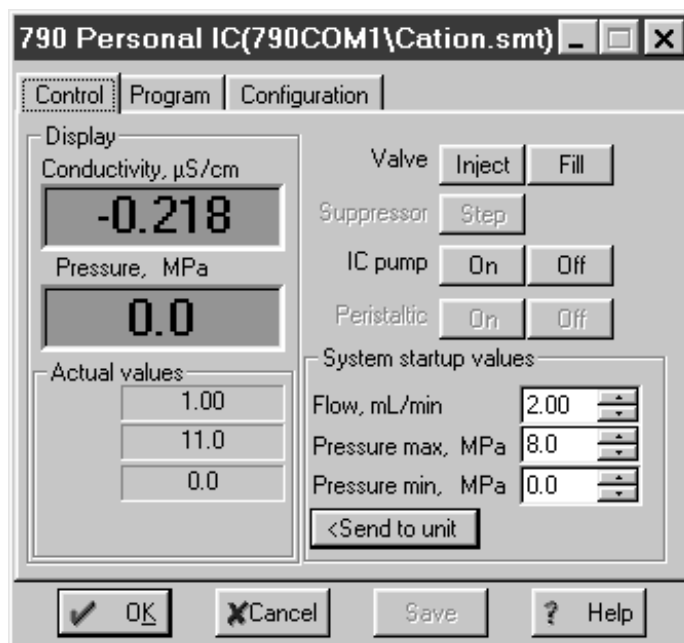 790 Personal IC(790COM1\Cation.smt)
Control Program Configuration
Display
Conductivity, µS/cm
-0.218
Pressure, MPa
0.0
Actual values
1.00
11.0
0.0
Valve Inject Fill
Suppressor Step
IC pump On Off
Peristaltic On Off
System startup values
Flow, mL/min 2.00
Pressure max, MPa 8.0
Pressure min, MPa 0.0
<Send to unit
OK Cancel Save ? Help